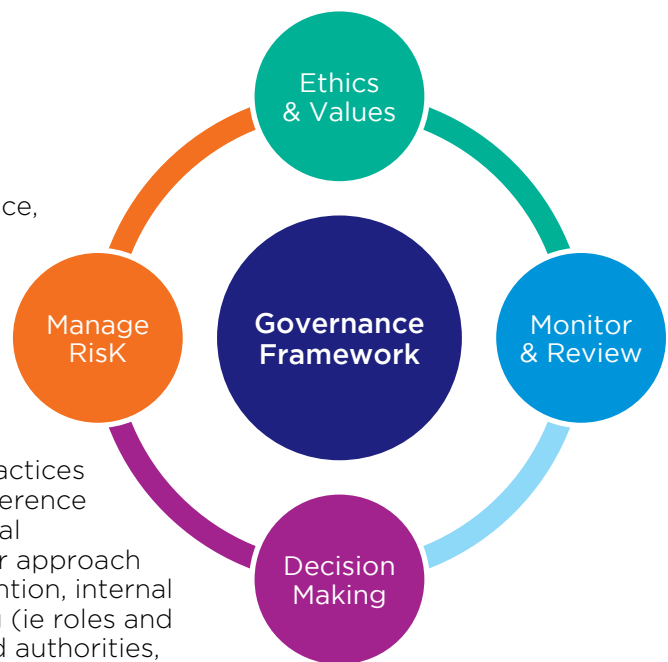 Ethics
& Values
ce,
Manage
RisK
Governance
Framework
Monitor
& Review
actices
erence
al
r approach
ntion, internal
g (ie roles and
d authorities,
Decision
Making